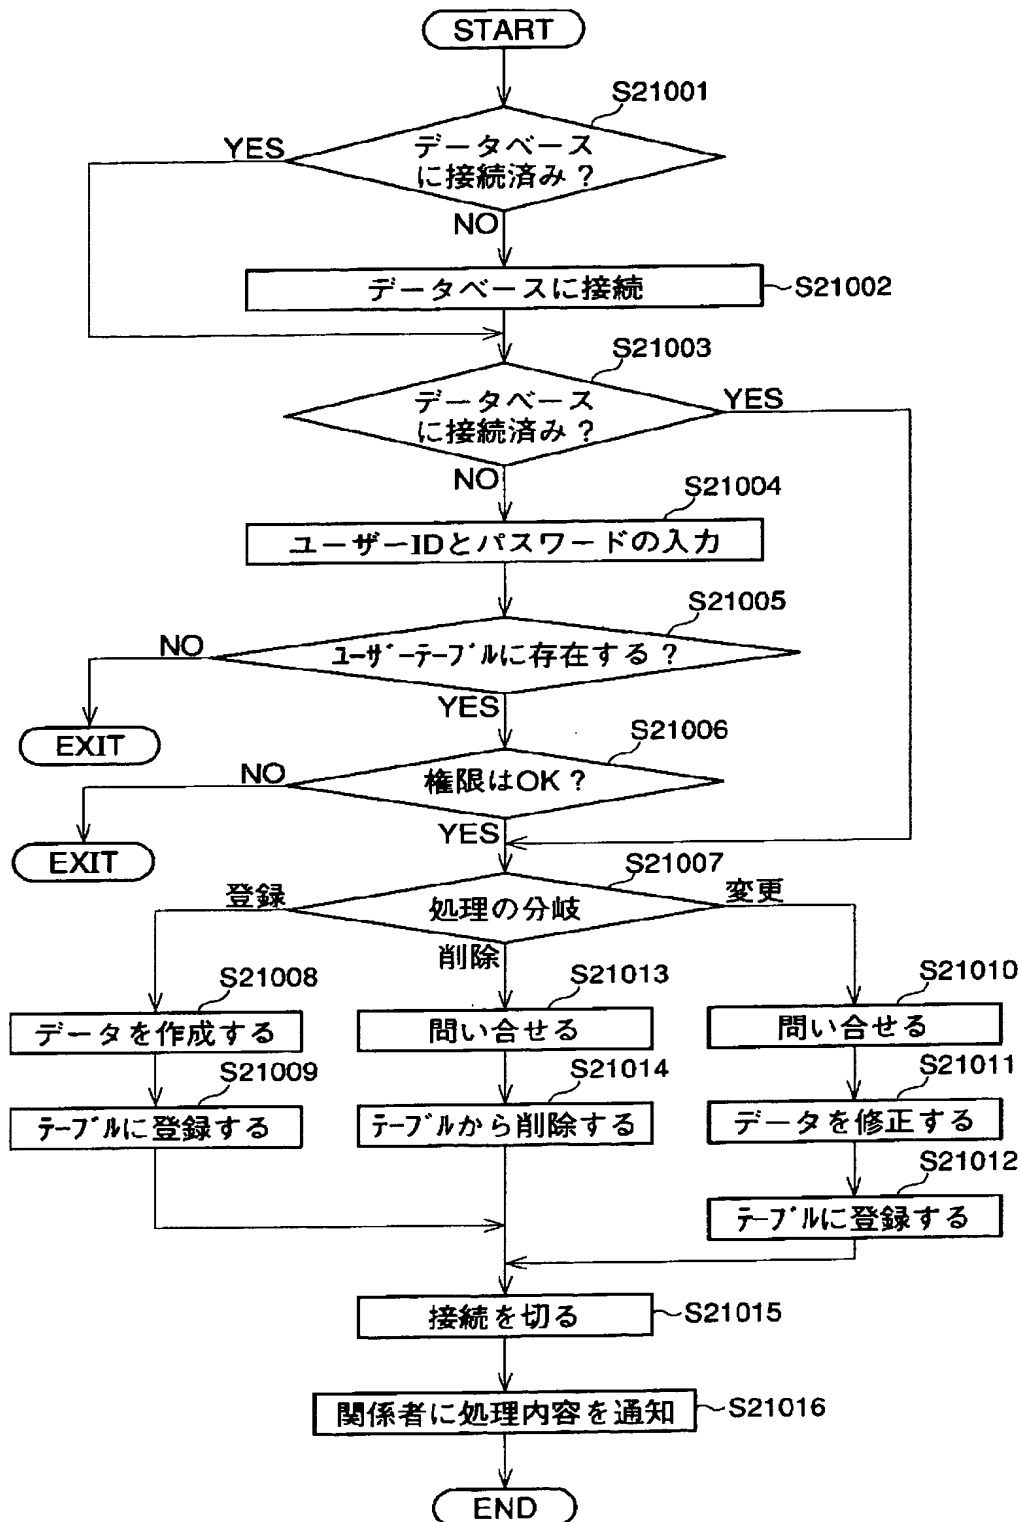 START
S21001
YES
データベース
に接続済み?
NO
データベースに接続
S21002
S21003
データベース
に接続済み?
YES
NO
S21004
ユーザーIDとパスワードの入力
S21005
NO
ユーザーテーブルに存在する?
YES
EXIT
S21006
NO
権限はOK?
YES
EXIT
S21007
登録
処理の分岐
変更
削除
S21008
S21013
S21010
データを作成する
問い合せる
問い合せる
S21009
S21014
S21011
テーブルに登録する
テーブルから削除する
データを修正する
S21012
テーブルに登録する
接続を切る
S21015
関係者に処理内容を通知
S21016
END